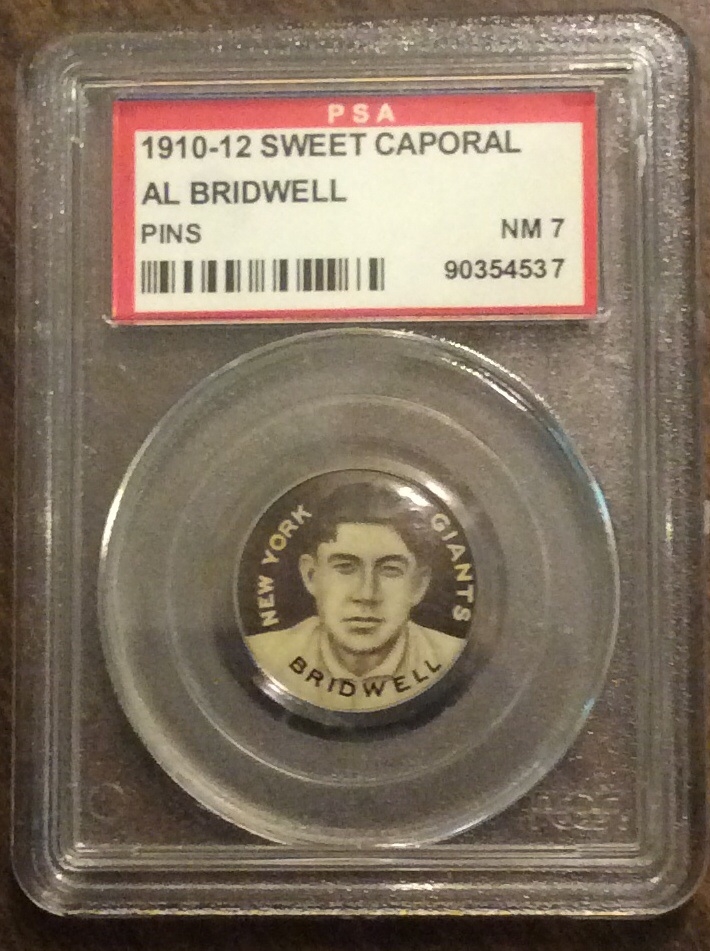 PSA
1910-12 SWEET CAPORAL
AL BRIDWELL
PINS NM 7
90354537
NEW YORK GIANTS
BRIDWELL